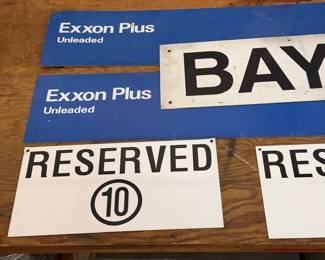 Exxon Plus
Unleaded
BAY
Exxon Plus
Unleaded
RESERVED
10
RES